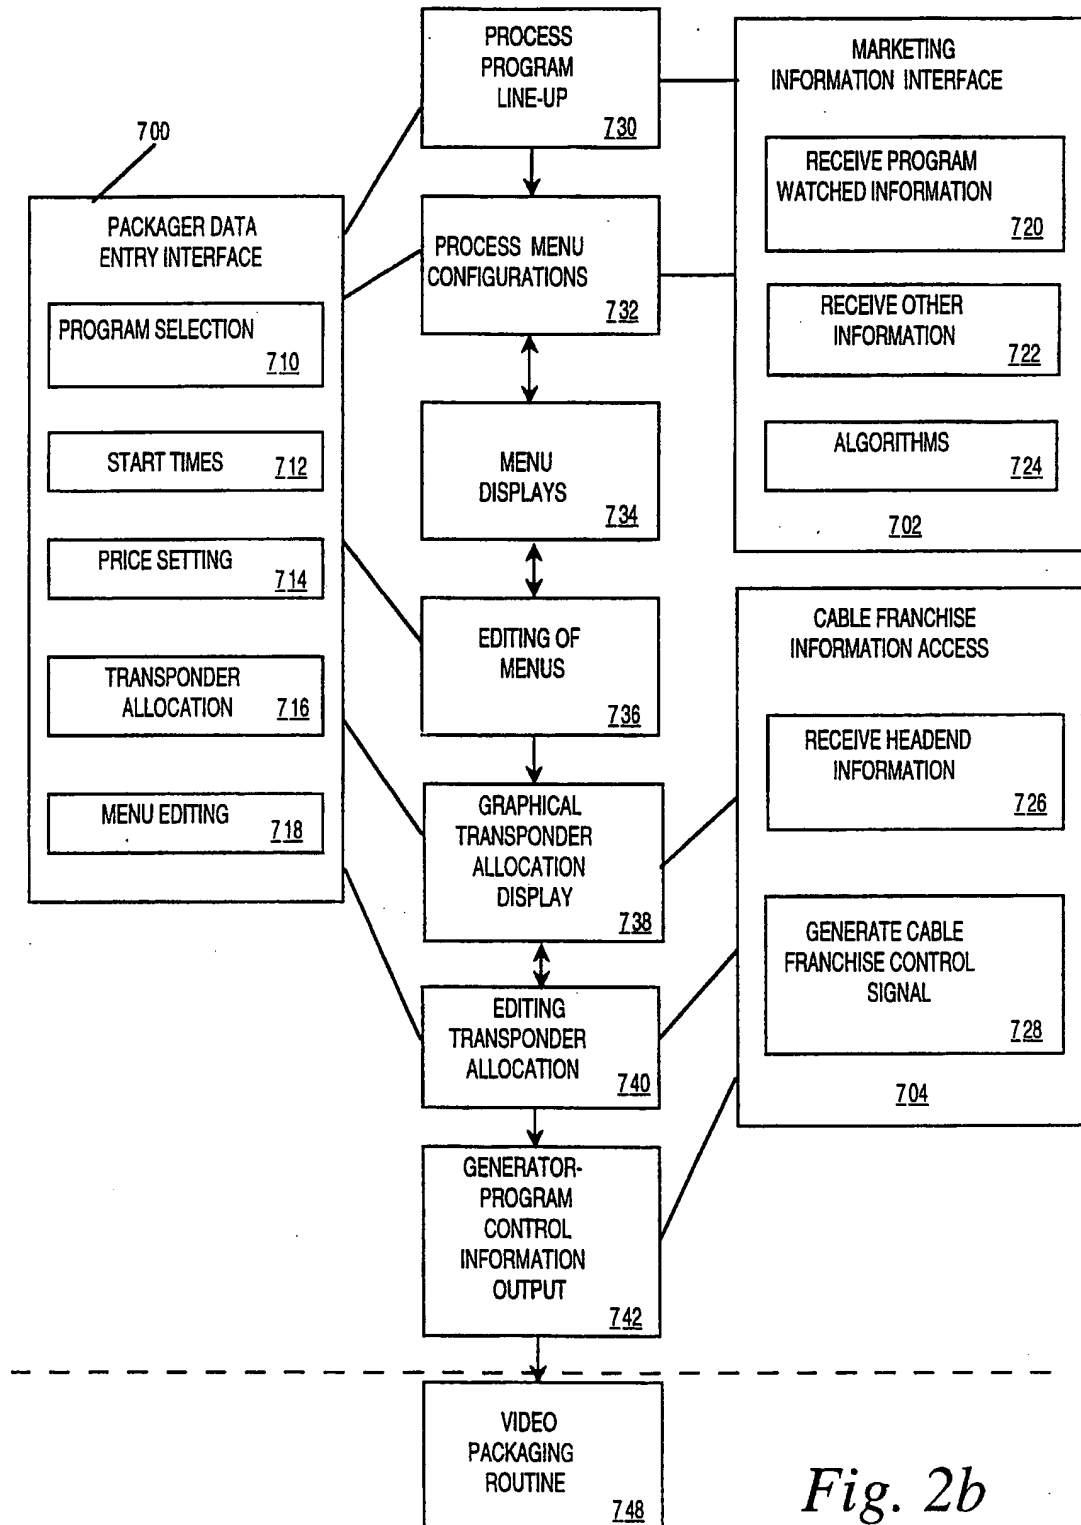 700
PACKAGER DATA
ENTRY INTERFACE
PROGRAM SELECTION
710
START TIMES
712
PRICE SETTING
714
TRANSPONDER
ALLOCATION
716
MENU EDITING
718
PROCESS
PROGRAM
LINE-UP
730
PROCESS MENU
CONFIGURATIONS
732
MENU
DISPLAYS
734
EDITING OF
MENUS
736
GRAPHICAL
TRANSPONDER
ALLOCATION
DISPLAY
738
EDITING
TRANSPONDER
ALLOCATION
740
GENERATOR-
PROGRAM
CONTROL
INFORMATION
OUTPUT
742
VIDEO
PACKAGING
ROUTINE
748
MARKETING
INFORMATION INTERFACE
RECEIVE PROGRAM
WATCHED INFORMATION
720
RECEIVE OTHER
INFORMATION
722
ALGORITHMS
724
702
CABLE FRANCHISE
INFORMATION ACCESS
RECEIVE HEADEND
INFORMATION
726
GENERATE CABLE
FRANCHISE CONTROL
SIGNAL
728
704
Fig. 2b